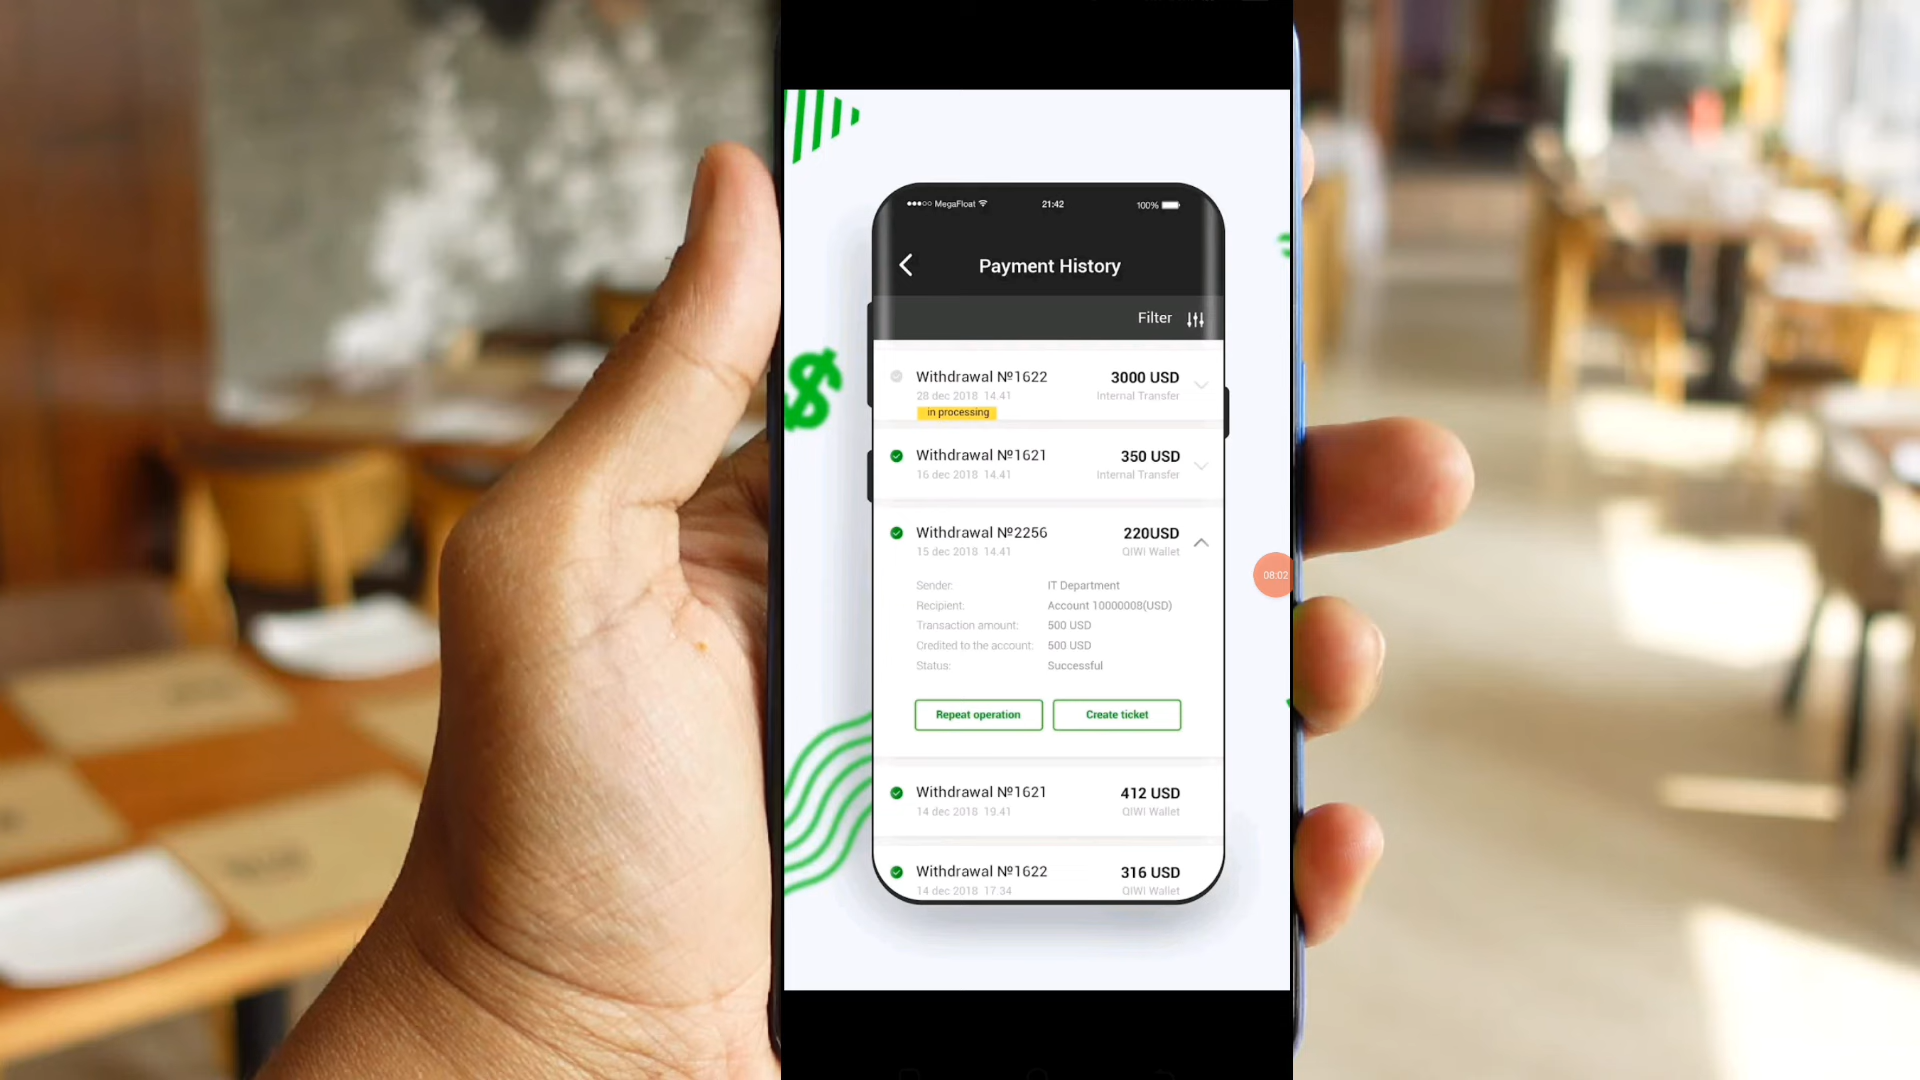 MegaFloat 21:42 100%
Payment History
Filter
Withdrawal №1622 3000 USD
28 dec 2018 14.41 Internal Transfer
in processing
Withdrawal №1621 350 USD
16 dec 2018 14.41 Internal Transfer
Withdrawal №2256 220USD
15 dec 2018 14.41 QIWI Wallet
Sender: IT Department
Recipient: Account 10000008(USD)
Transaction amount: 500 USD
Credited to the account: 500 USD
Status: Successful
Repeat operation Create ticket
Withdrawal №1621 412 USD
14 dec 2018 19.41 QIWI Wallet
Withdrawal №1622 316 USD
14 dec 2018 17.34 QIWI Wallet
08:02
$